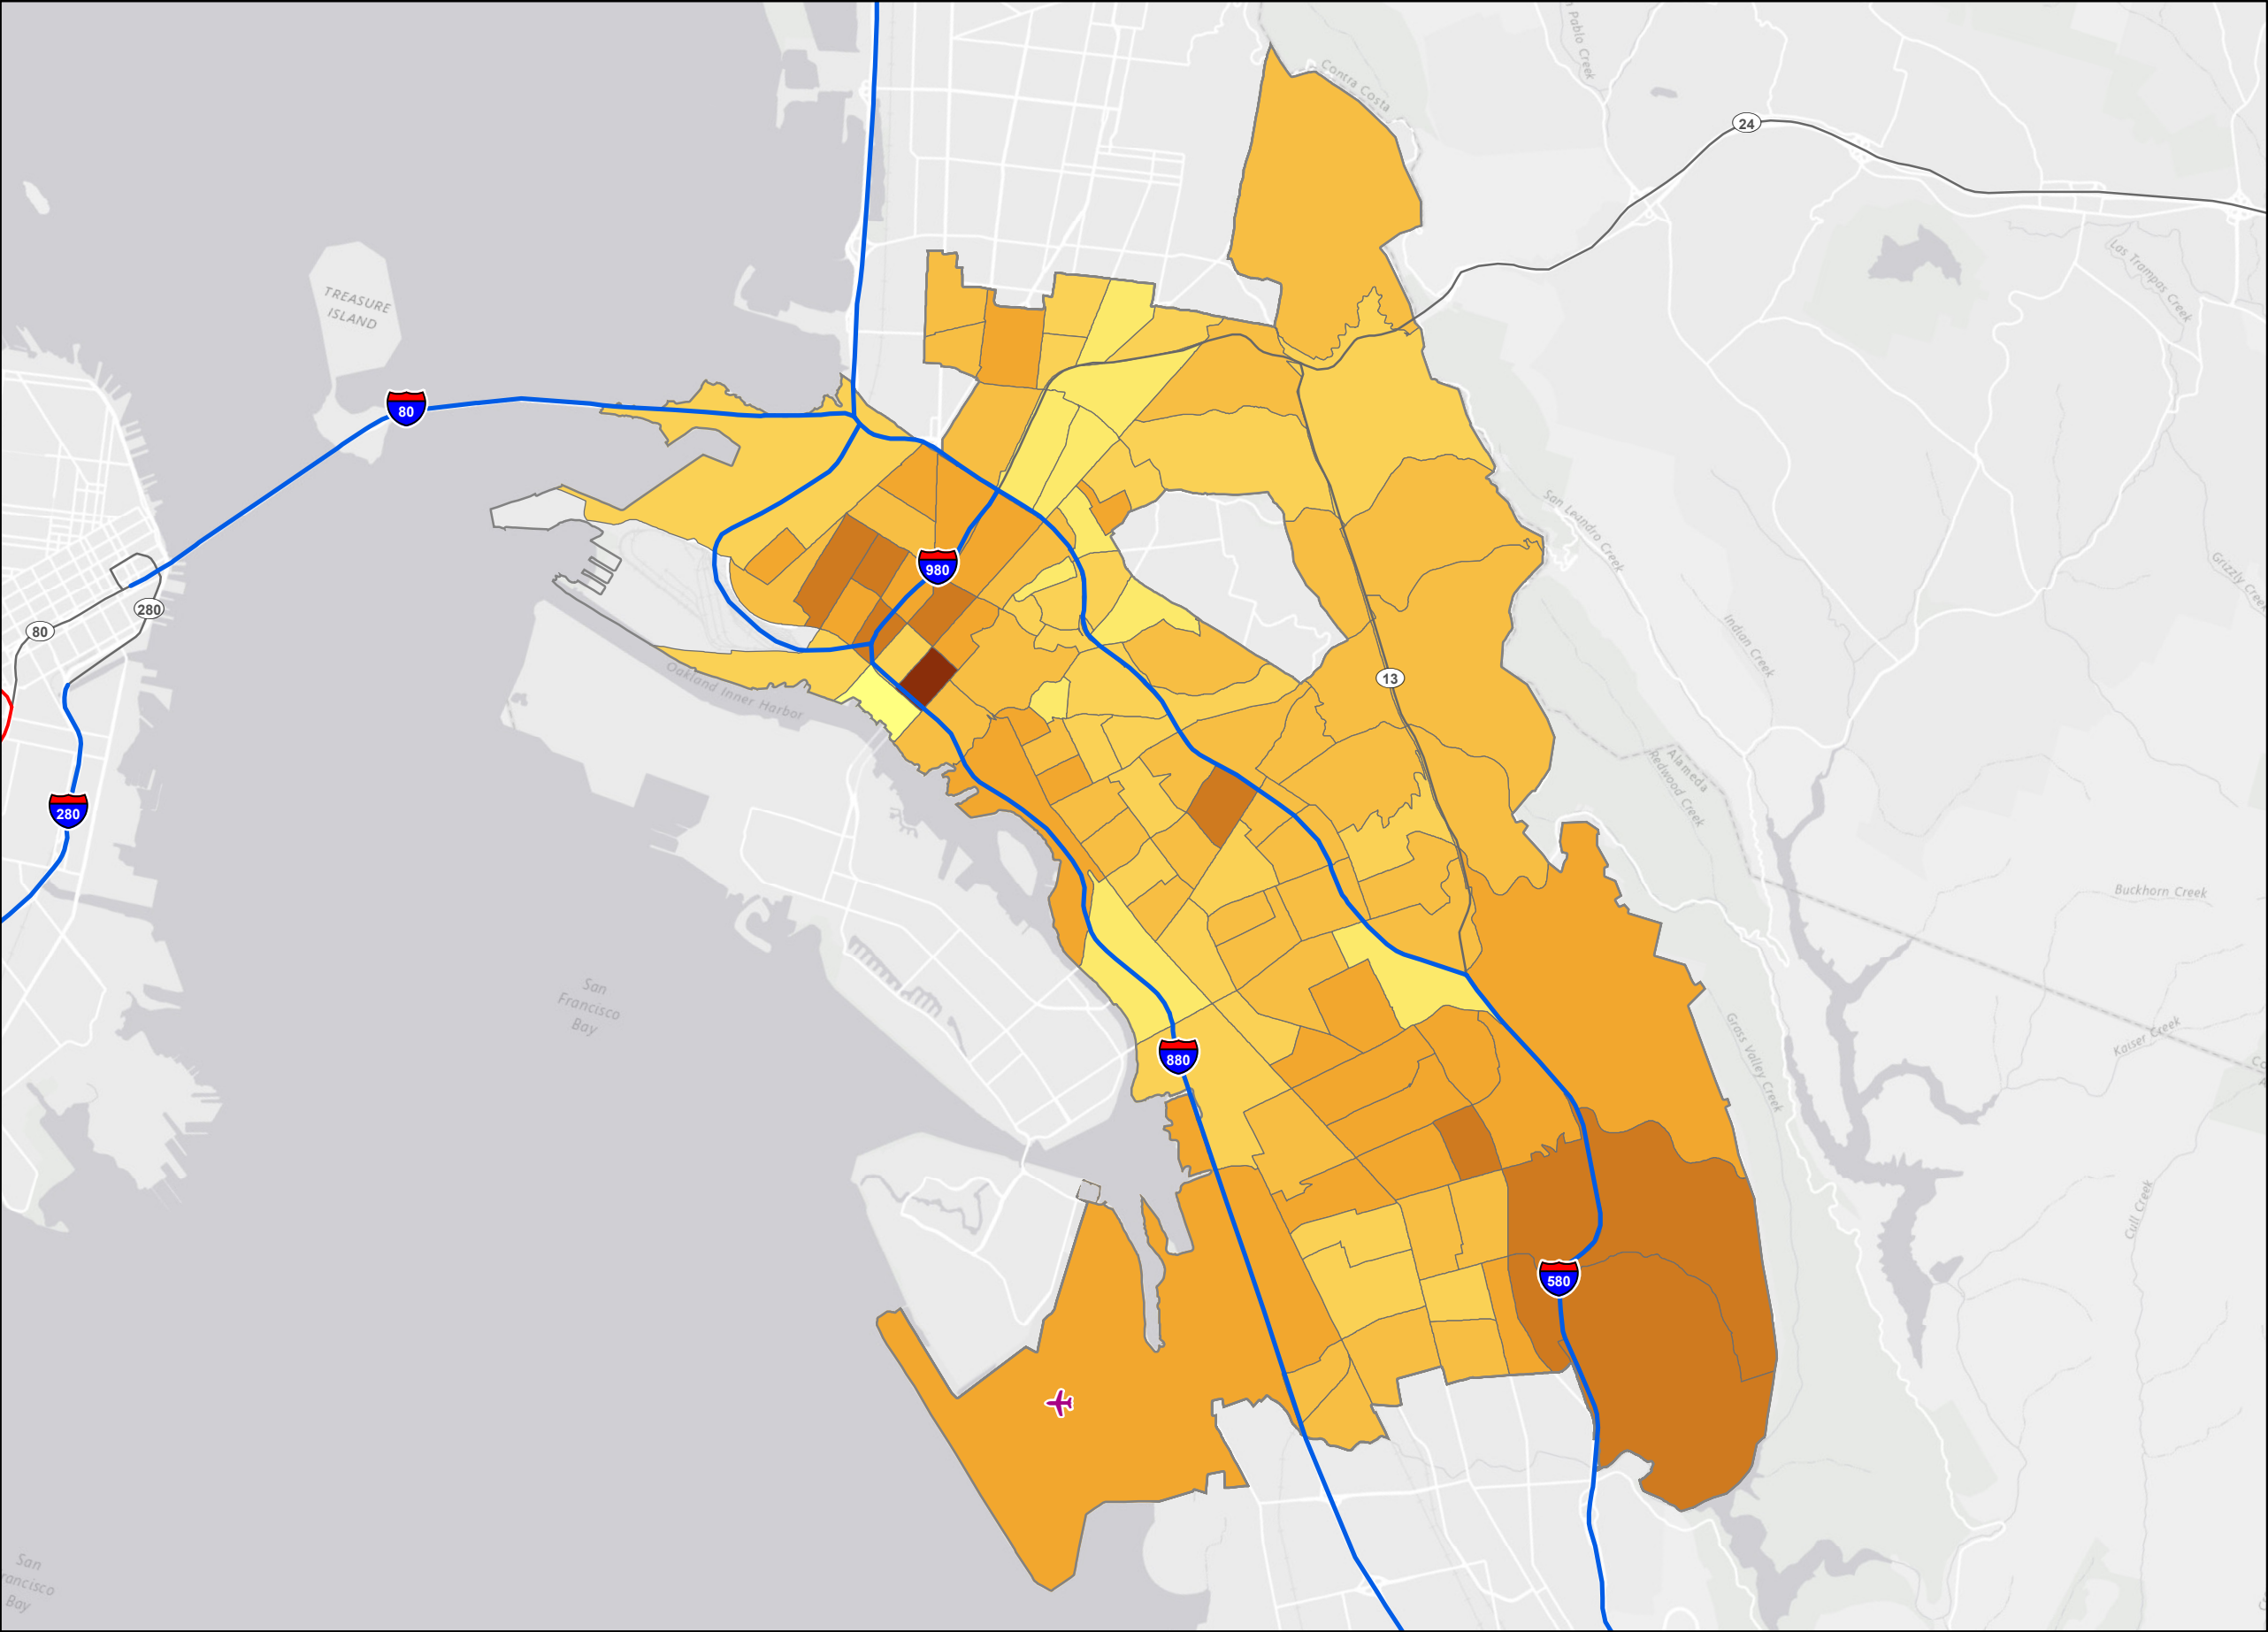 Pablo Creek
Contra Costa
24
Las Trampas Creek
TREASURE
ISLAND
80
San Leandro Creek
Grizzly Creek
980
280
80
Indian Creek
13
Oakland Inner Harbor
Alameda
Redwood Creek
280
Buckhorn Creek
San
Francisco
Bay
Grass Valley Creek
Kaiser Creek
880
Cull Creek
580
San
rancisco
Bay